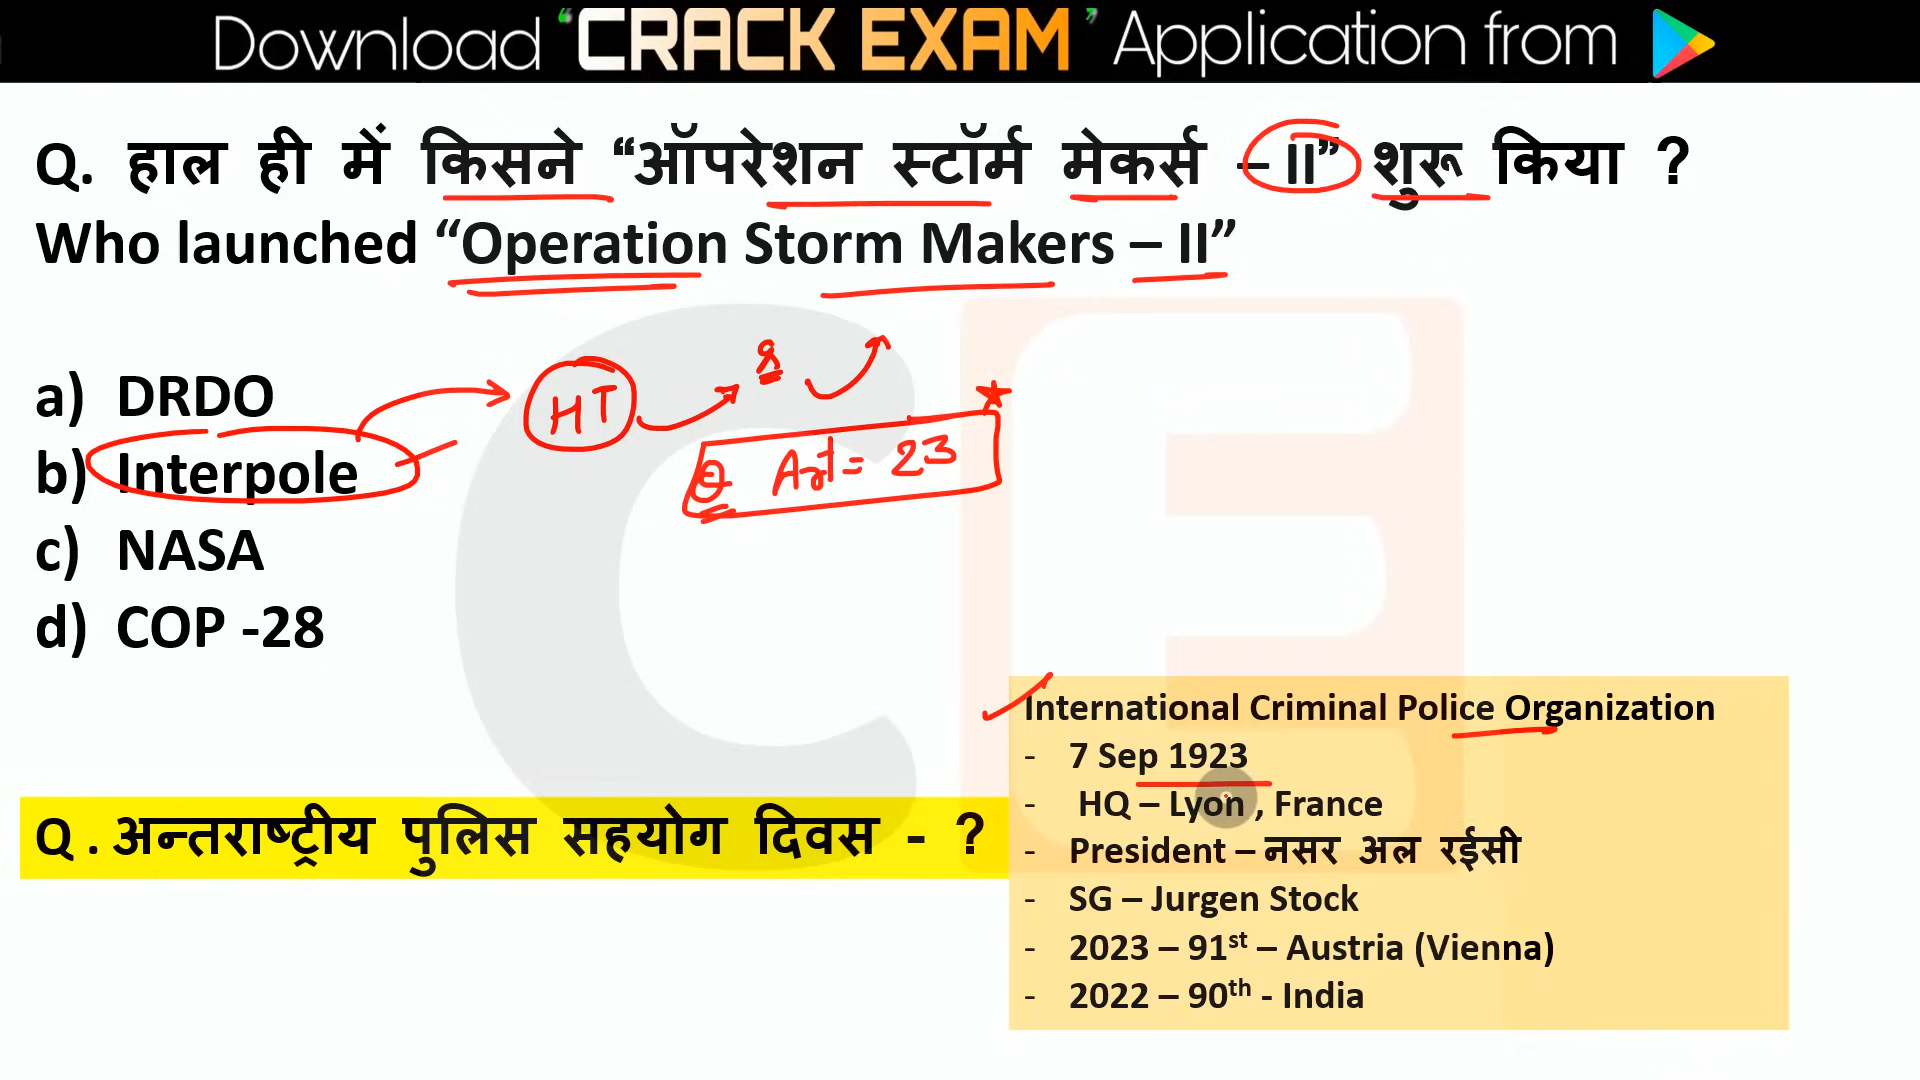 Download ‘CRACK EXAM’ Application from
Q. हाल ही में किसने “ऑपरेशन स्टॉर्म मेकर्स – II” शुरू किया ?
Who launched “Operation Storm Makers – II”
a) DRDO
b) Interpole
c) NASA
d) COP -28
HT
Q Art = 23
International Criminal Police Organization
- 7 Sep 1923
- HQ – Lyon , France
- President – नसर अल रईसी
- SG – Jurgen Stock
- 2023 – 91st – Austria (Vienna)
- 2022 – 90th - India
Q . अन्तराष्ट्रीय पुलिस सहयोग दिवस - ?
CE